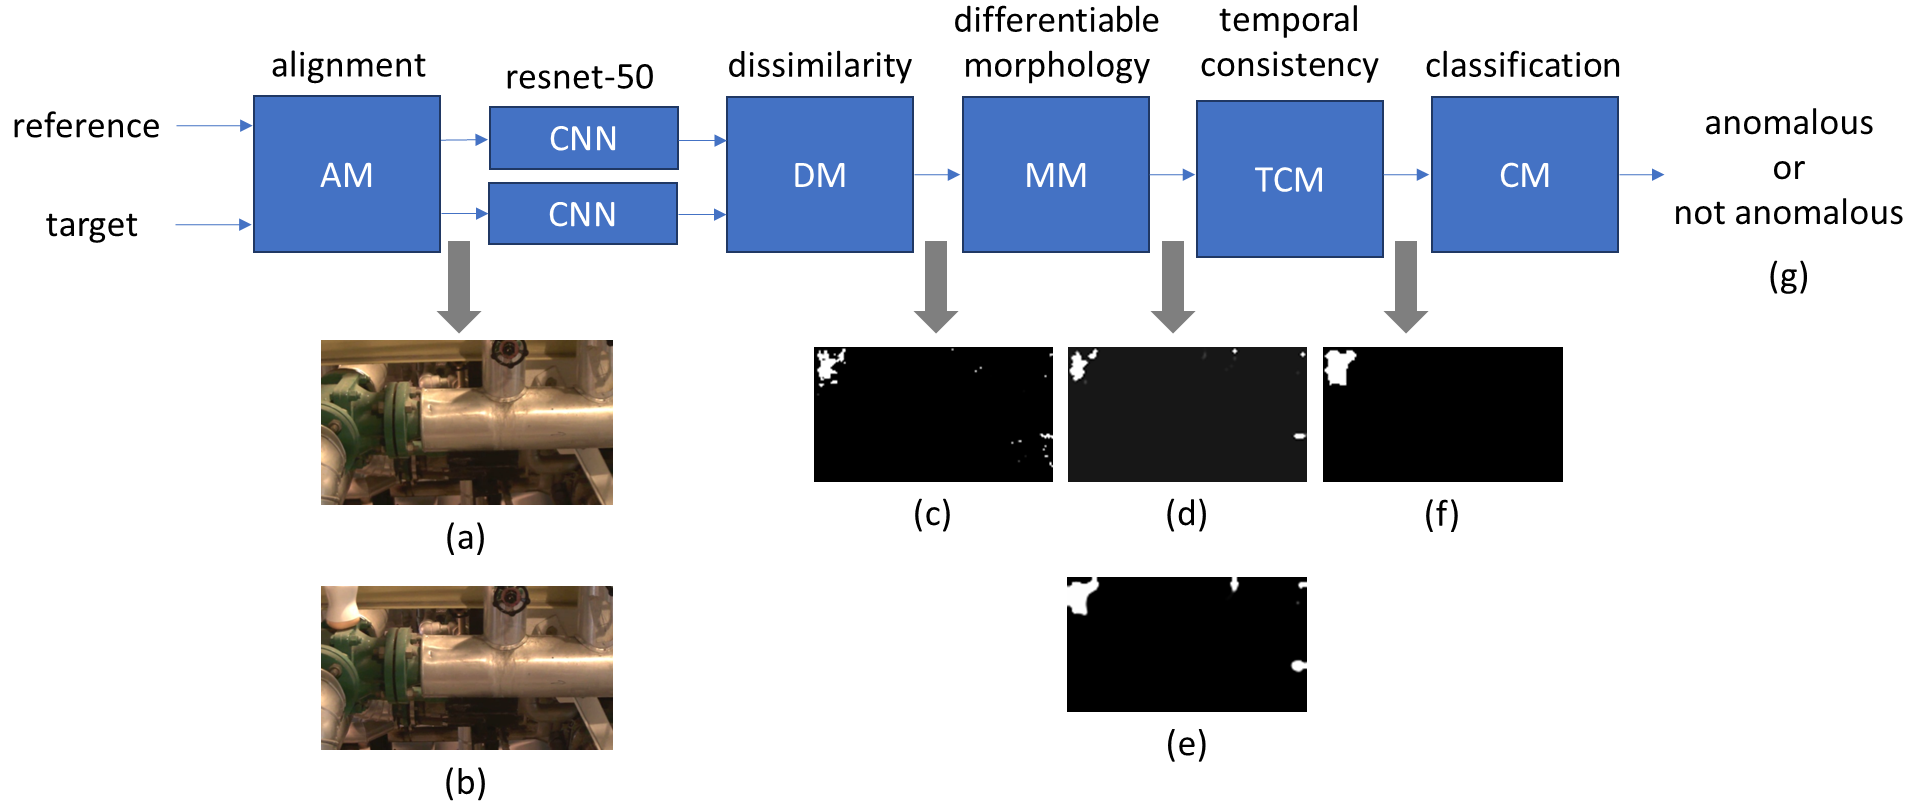 alignment
resnet-50
dissimilarity
differentiable
morphology
temporal
consistency
classification
reference
target
AM
CNN
CNN
DM
MM
TCM
CM
anomalous
or
not anomalous
(g)
(a)
(b)
(c)
(d)
(f)
(e)